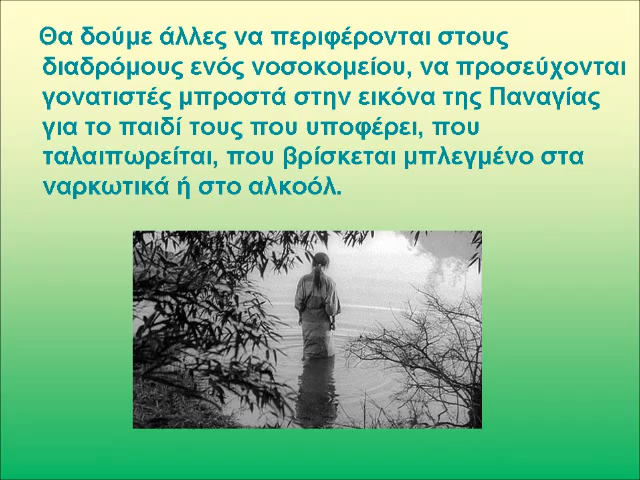 Θα δούμε άλλες να περιφέρονται στους
διαδρόμους ενός νοσοκομείου, να προσεύχονται
γονατιστές μπροστά στην εικόνα της Παναγίας
για το παιδί τους που υποφέρει, που
ταλαιπωρείται, που βρίσκεται μπλεγμένο στα
ναρκωτικά ή στο αλκοόλ.